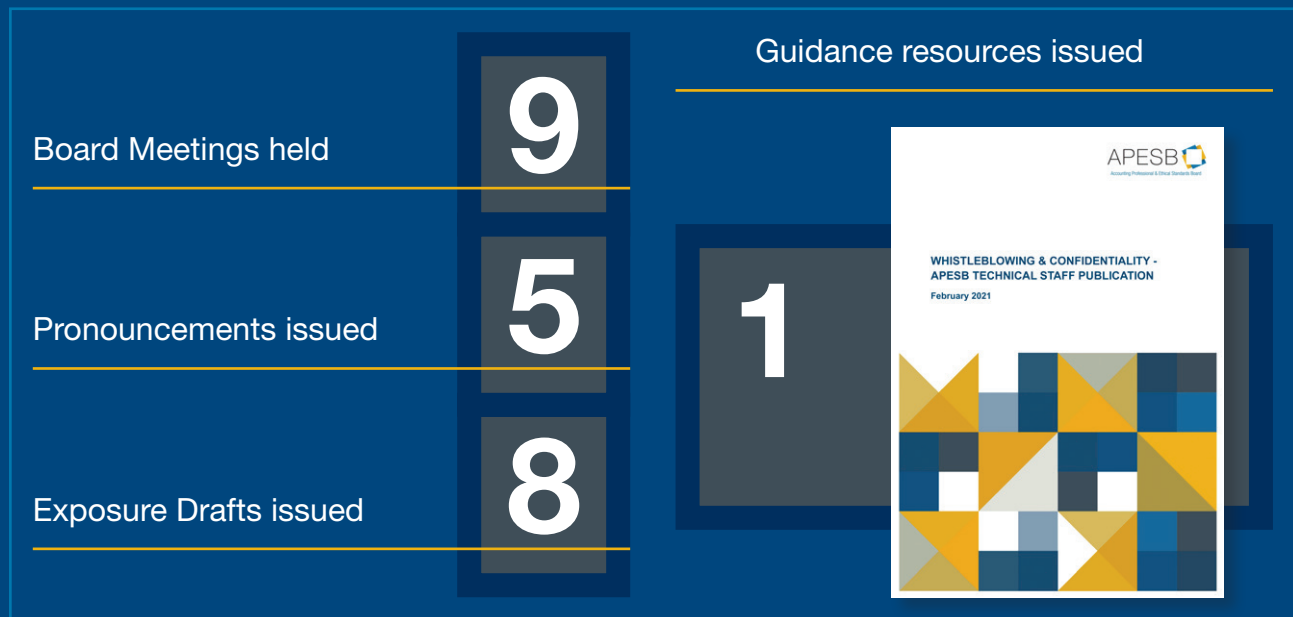 Board Meetings held
9
Pronouncements issued
5
Exposure Drafts issued
8
Guidance resources issued
1
APESB
Accounting Professional & Ethical Standards Board
WHISTLEBLOWING & CONFIDENTIALITY -
APESB TECHNICAL STAFF PUBLICATION
February 2021